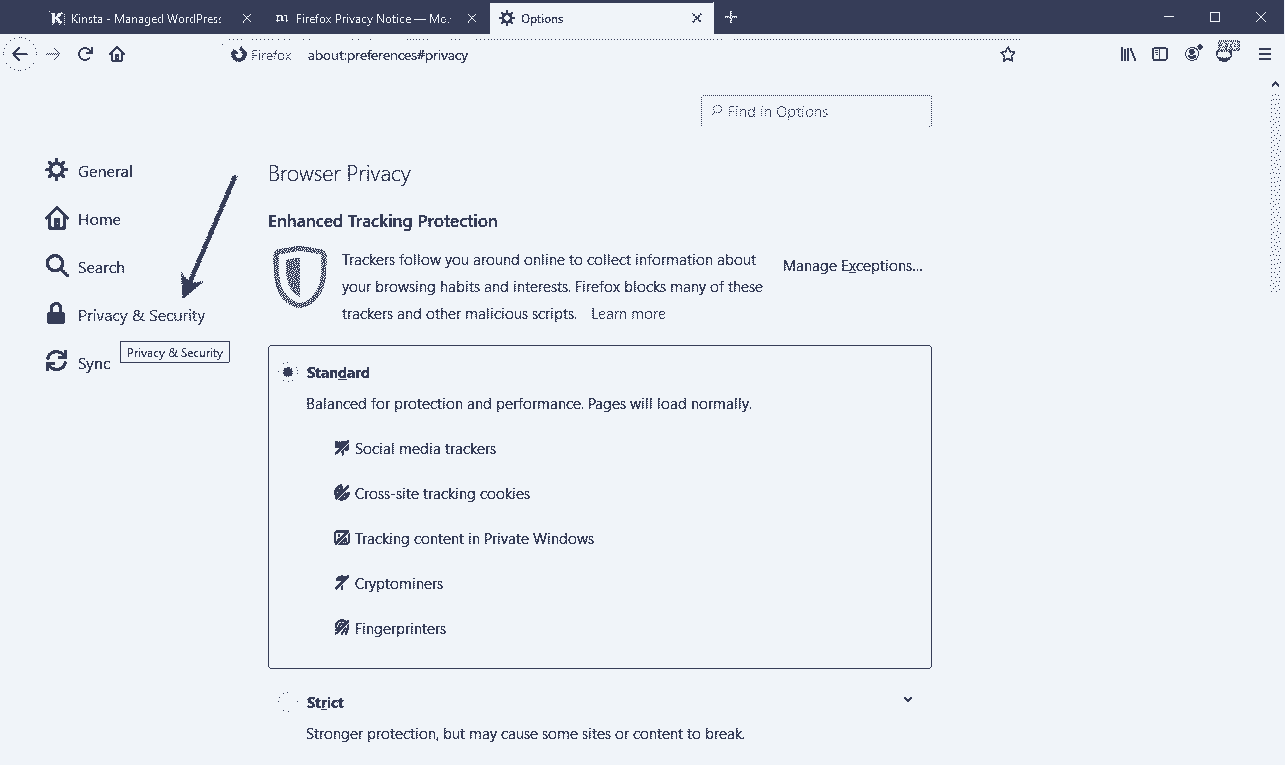 Kinsta - Managed WordPress
Firefox Privacy Notice — Mo
Options
Firefox
about:preferences#privacy
Find in Options
General
Home
Search
Privacy & Security
Sync
Privacy & Security
Browser Privacy
Enhanced Tracking Protection
Trackers follow you around online to collect information about
your browsing habits and interests. Firefox blocks many of these
trackers and other malicious scripts. Learn more
Manage Exceptions...
Standard
Balanced for protection and performance. Pages will load normally.
Social media trackers
Cross-site tracking cookies
Tracking content in Private Windows
Cryptominers
Fingerprinters
Strict
Stronger protection, but may cause some sites or content to break.